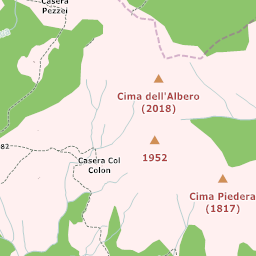 Casera
Pezzei
Cima dell'Albero
(2018)
82
Casera Col
Colon
1952
Cima Piedera
(1817)